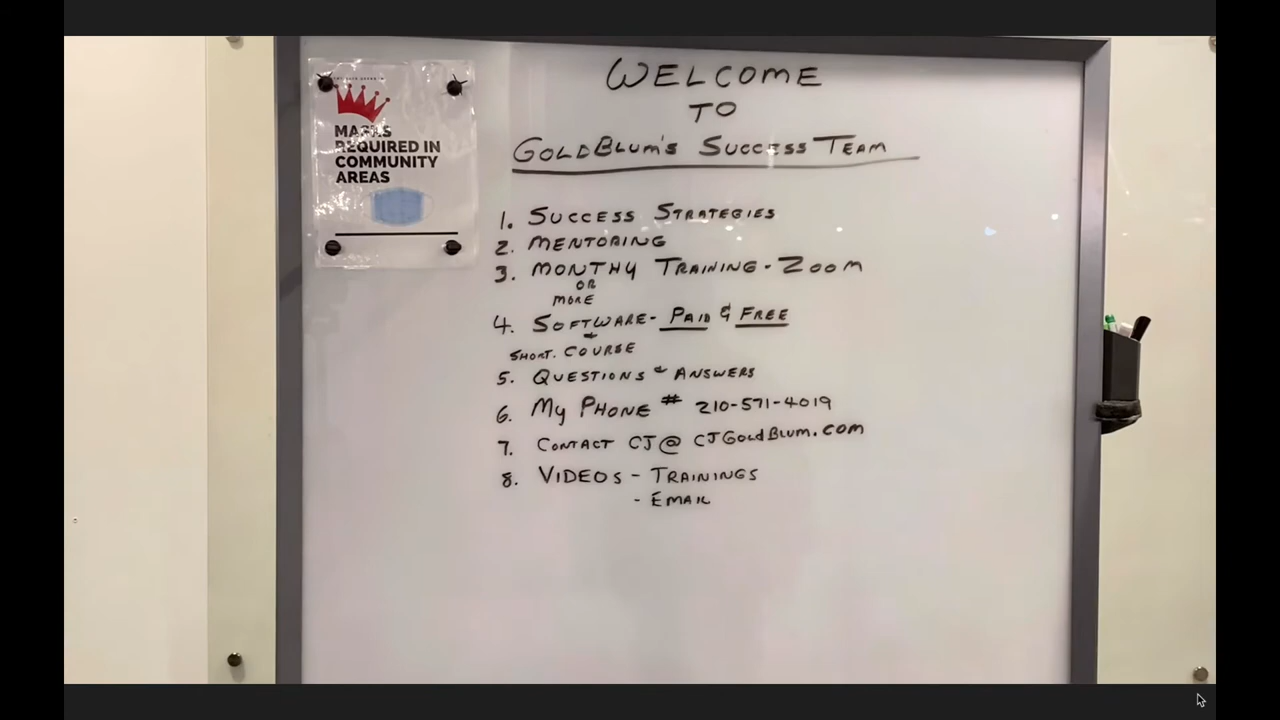 MASKS
REQUIRED IN
COMMUNITY
AREAS
WELCOME
TO
GOLDBLUM'S SUCCESS TEAM
1. SUCCESS STRATEGIES
2. MENTORING
3. MONTHY TRAINING - ZOOM
OR
MORE
4. SOFTWARE - PAID & FREE
&
SHORT. COURSE
5. QUESTIONS & ANSWERS
6. MY PHONE # 210-571-4019
7. CONTACT CJ@CJGOLDBLUM.COM
8. VIDEOS - TRAININGS
- EMAIL